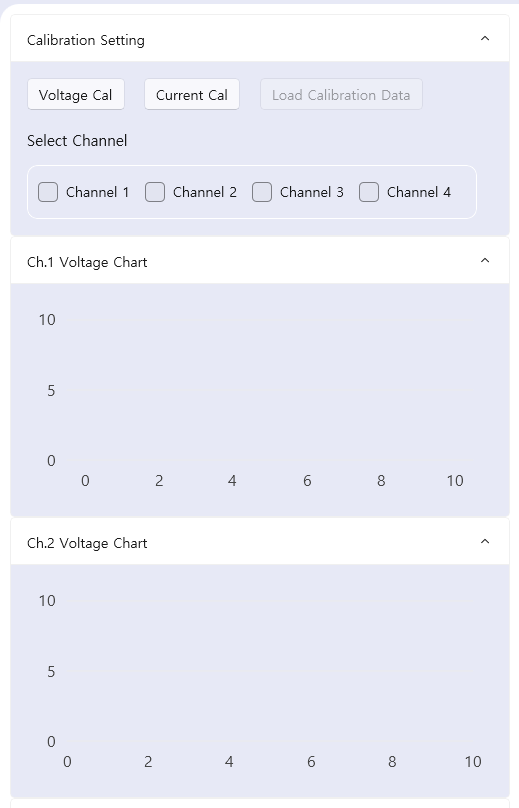 Calibration Setting
Voltage Cal Current Cal Load Calibration Data
Select Channel
Channel 1 Channel 2 Channel 3 Channel 4
Ch.1 Voltage Chart
10
5
0
0 2 4 6 8 10
Ch.2 Voltage Chart
10
5
0
0 2 4 6 8 10